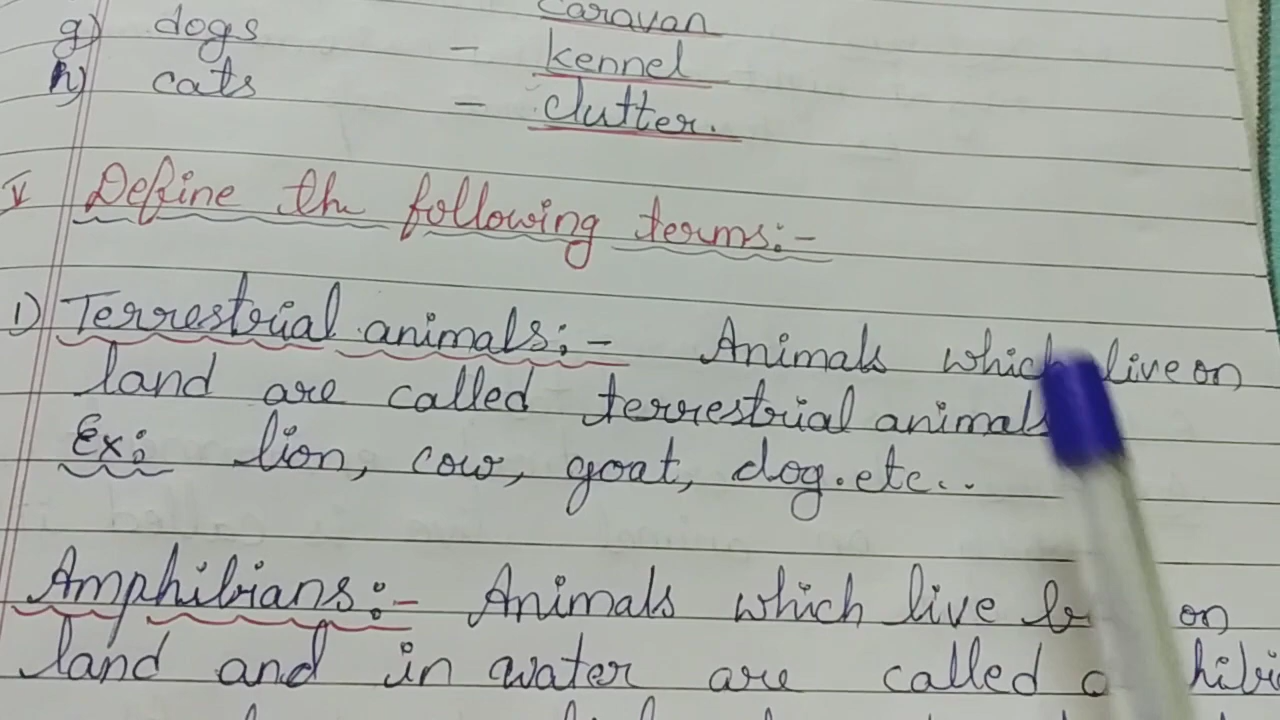 caravan
g) dogs - kennel
h) cats - clutter.
V Define the following terms:-
1) Terrestrial animals:- Animals which live on
land are called terrestrial animals
Ex: lion, cow, goat, dog.etc..
Amphibians:- Animals which live on
land and in water are called